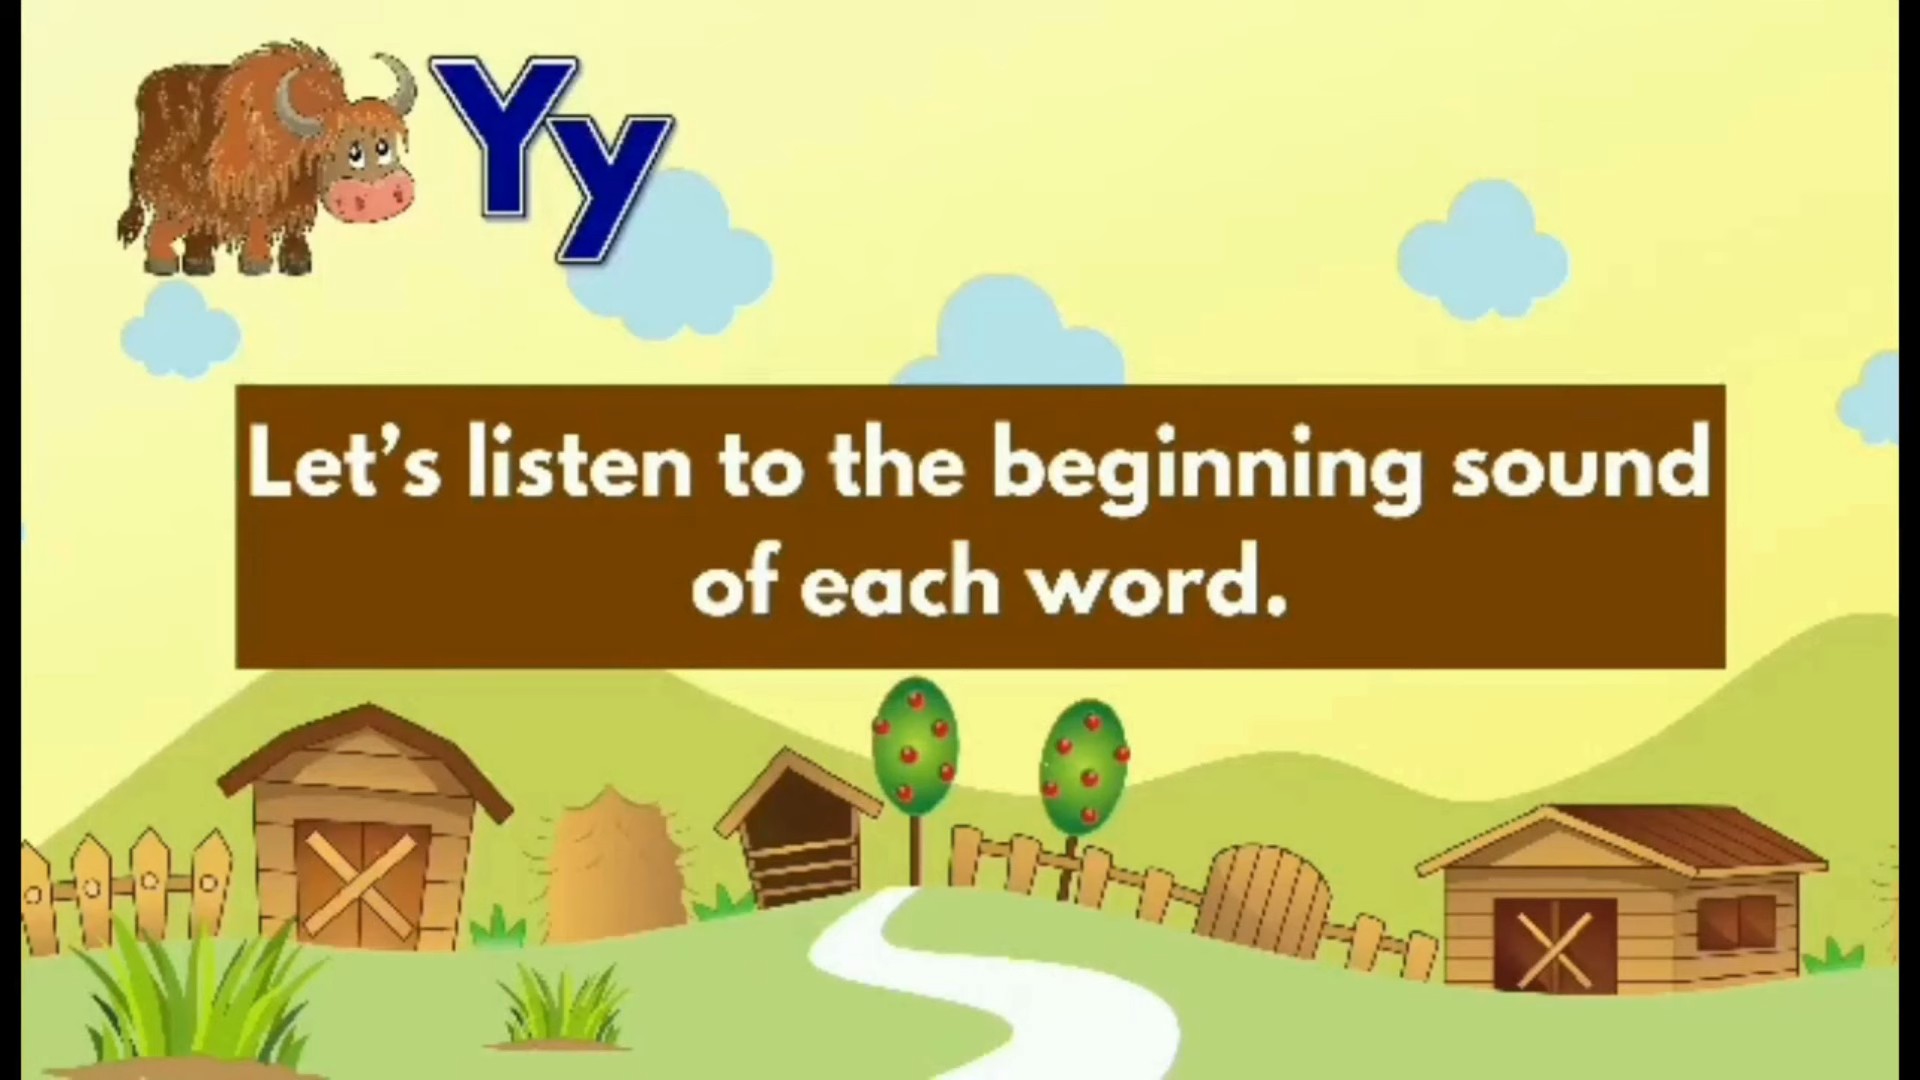 Yy
Let's listen to the beginning sound
of each word.